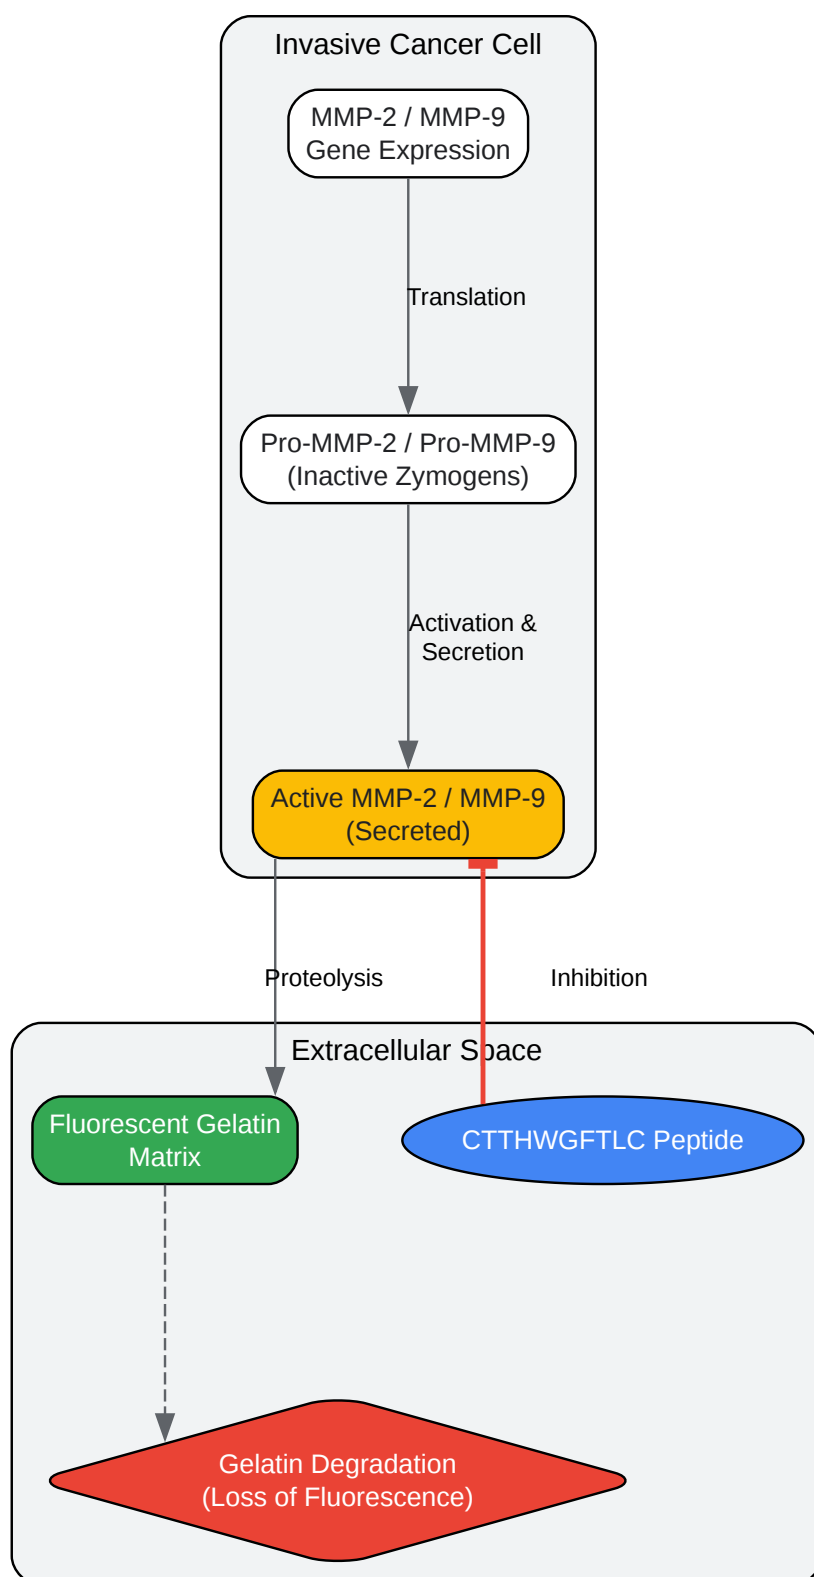 Invasive Cancer Cell
MMP-2 / MMP-9
Gene Expression
Translation
Pro-MMP-2 / Pro-MMP-9
(Inactive Zymogens)
Activation &
Secretion
Active MMP-2 / MMP-9
(Secreted)
Proteolysis
Inhibition
Extracellular Space
Fluorescent Gelatin
Matrix
CTTHWGFTLC Peptide
Gelatin Degradation
(Loss of Fluorescence)